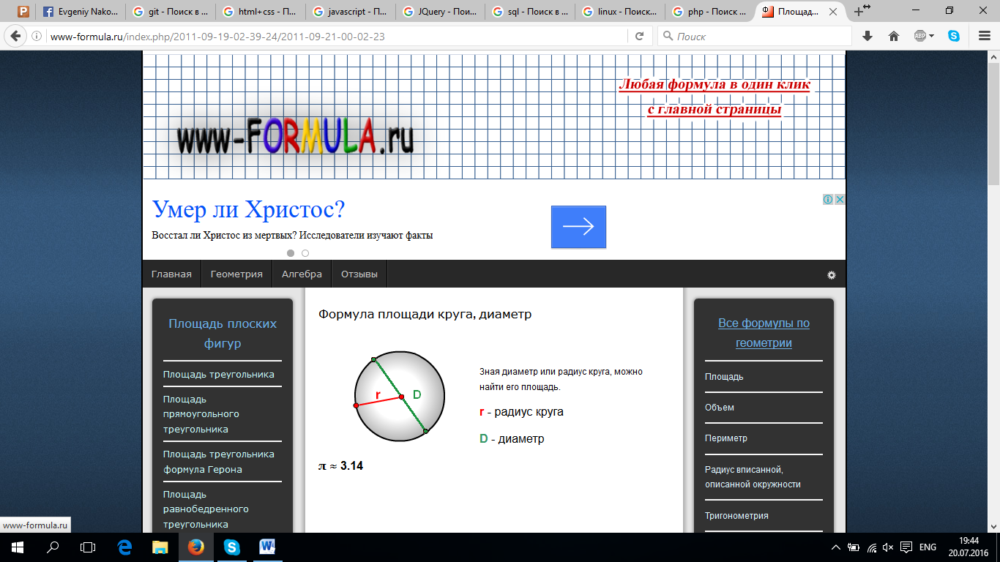 Evgeniy Nako...
git - Поиск в ...
html+css - П...
javascript - П...
JQuery - Пои...
sql - Поиск в ...
linux - Поиск...
php - Поиск ...
Площад...
www-formula.ru/index.php/2011-09-19-02-39-24/2011-09-21-00-02-23
Поиск
ABP
Любая формула в один клик
с главной страницы
www-FORMULA.ru
Умер ли Христос?
Восстал ли Христос из мертвых? Исследователи изучают факты
Главная
Геометрия
Алгебра
Отзывы
Площадь плоских
фигур
Площадь треугольника
Площадь
прямоугольного
треугольника
Площадь треугольника
формула Герона
Площадь
равнобедренного
треугольника
Формула площади круга, диаметр
r
D
Зная диаметр или радиус круга, можно
найти его площадь.
r - радиус круга
D - диаметр
π ≈ 3.14
Все формулы по
геометрии
Площадь
Объем
Периметр
Радиус вписанной,
описанной окружности
Тригонометрия
www-formula.ru
ENG
19:44
20.07.2016